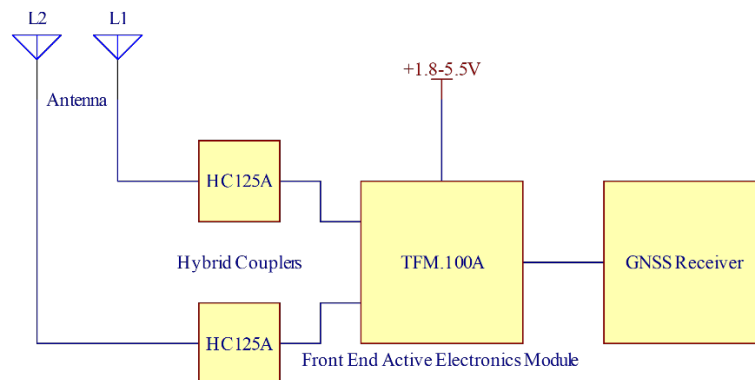 L2
L1
+1.8-5.5V
Antenna
HC125A
Hybrid Couplers
TFM.100A
GNSS Receiver
HC125A
Front End Active Electronics Module